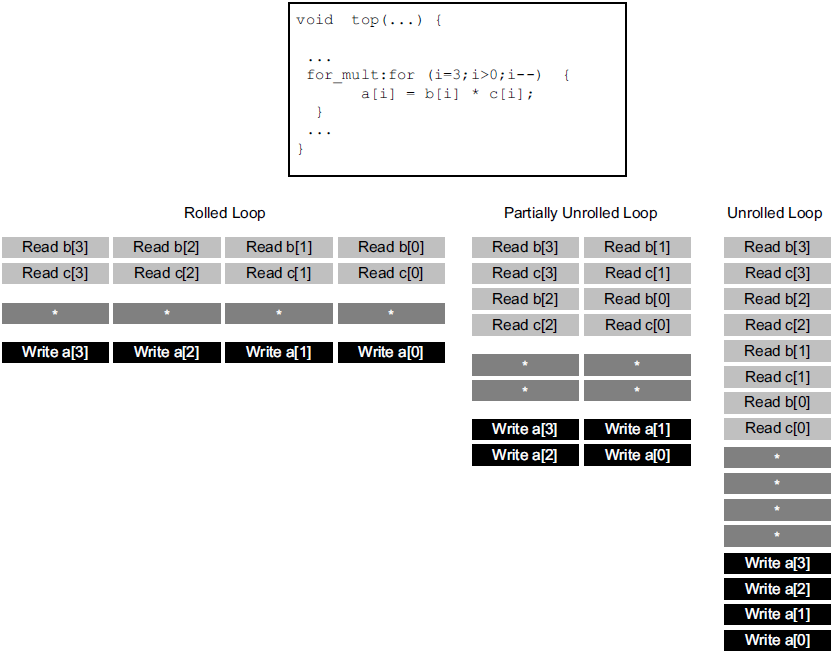 void top(...) {
...
for_mult:for (i=3;i>0;i--) {
a[i] = b[i] * c[i];
}
...
}
Rolled Loop
Read b[3] Read b[2] Read b[1] Read b[0]
Read c[3] Read c[2] Read c[1] Read c[0]
* * * *
Write a[3] Write a[2] Write a[1] Write a[0]
Partially Unrolled Loop
Read b[3] Read b[1]
Read c[3] Read c[1]
Read b[2] Read b[0]
Read c[2] Read c[0]
* *
* *
Write a[3] Write a[1]
Write a[2] Write a[0]
Unrolled Loop
Read b[3]
Read c[3]
Read b[2]
Read c[2]
Read b[1]
Read c[1]
Read b[0]
Read c[0]
*
*
*
*
Write a[3]
Write a[2]
Write a[1]
Write a[0]